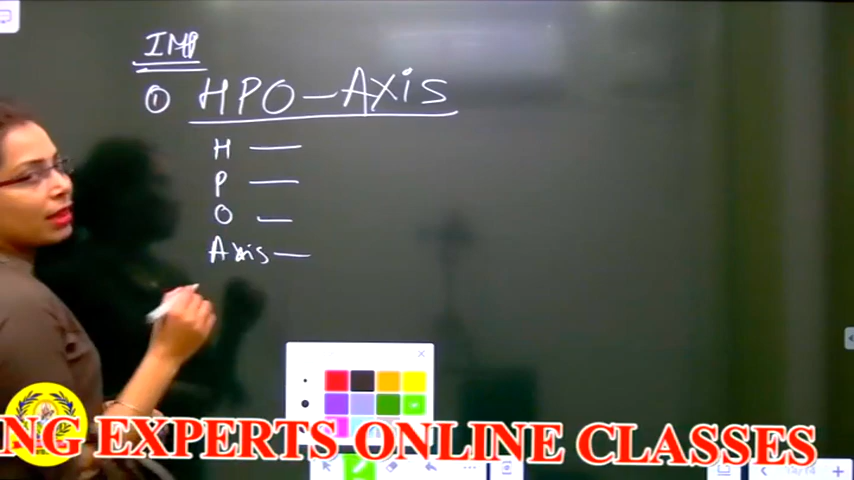 IMP
① HPO - Axis
H —
P —
O —
Axis —
NG EXPERTS ONLINE CLASSES